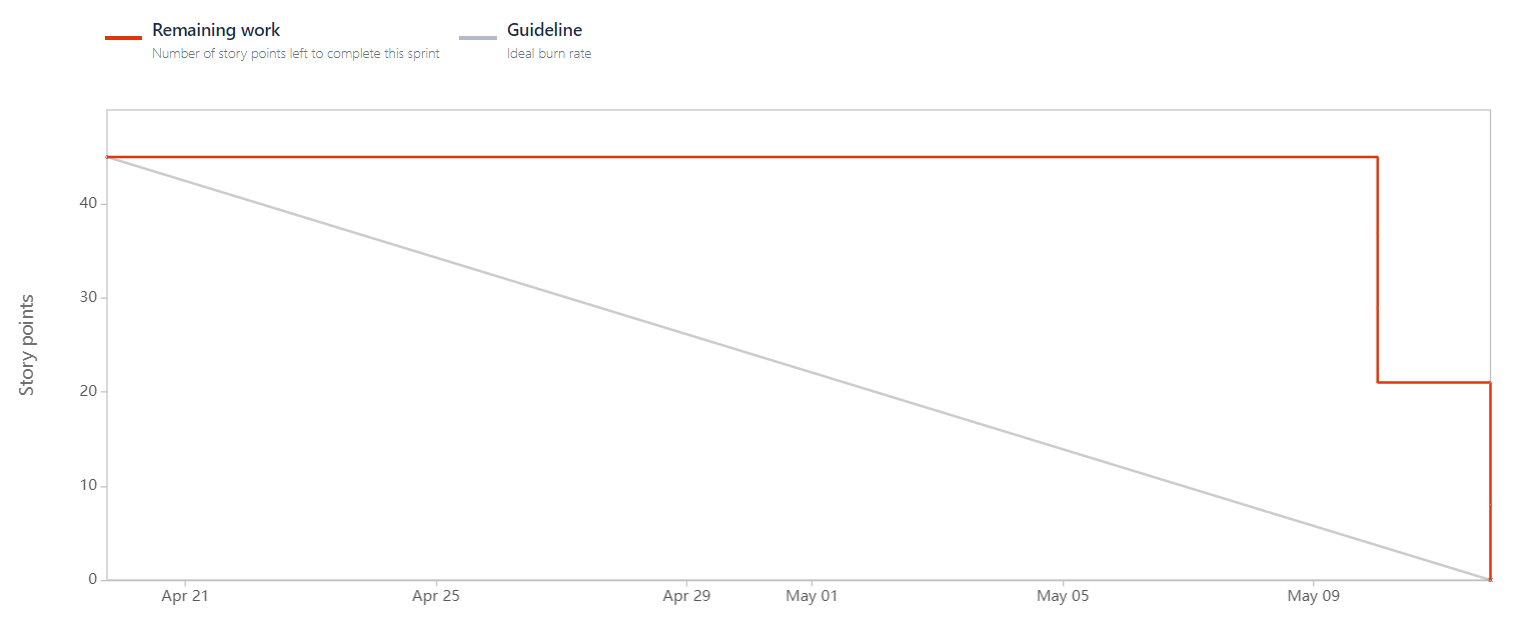 Remaining work
Number of story points left to complete this sprint
Guideline
Ideal burn rate
Story points
40
30
20
10
0
Apr 21
Apr 25
Apr 29
May 01
May 05
May 09